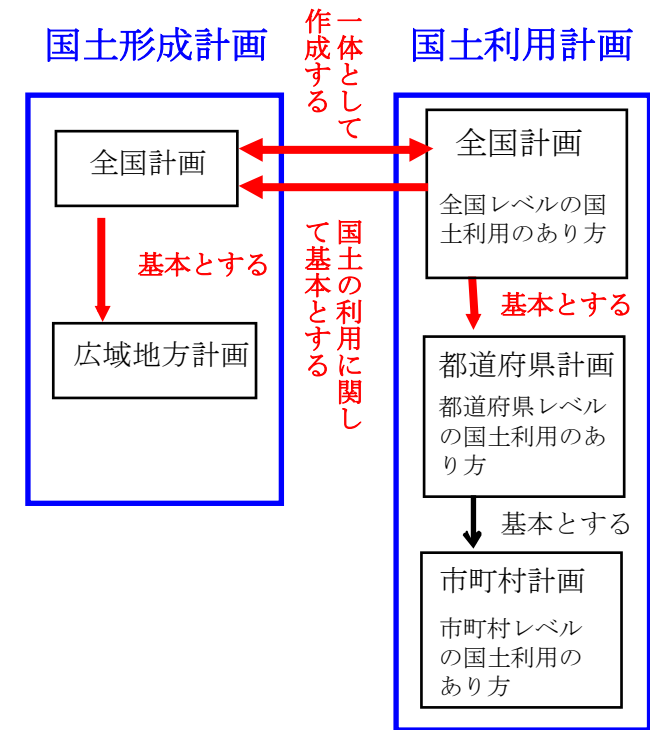 国土形成計画
一体として
作成する
国土利用計画
全国計画
基本とする
広域地方計画
国土の利用に関し
て基本とする
全国計画
全国レベルの国
土利用のあり方
基本とする
都道府県計画
都道府県レベル
の国土利用のあ
り方
基本とする
市町村計画
市町村レベル
の国土利用の
あり方